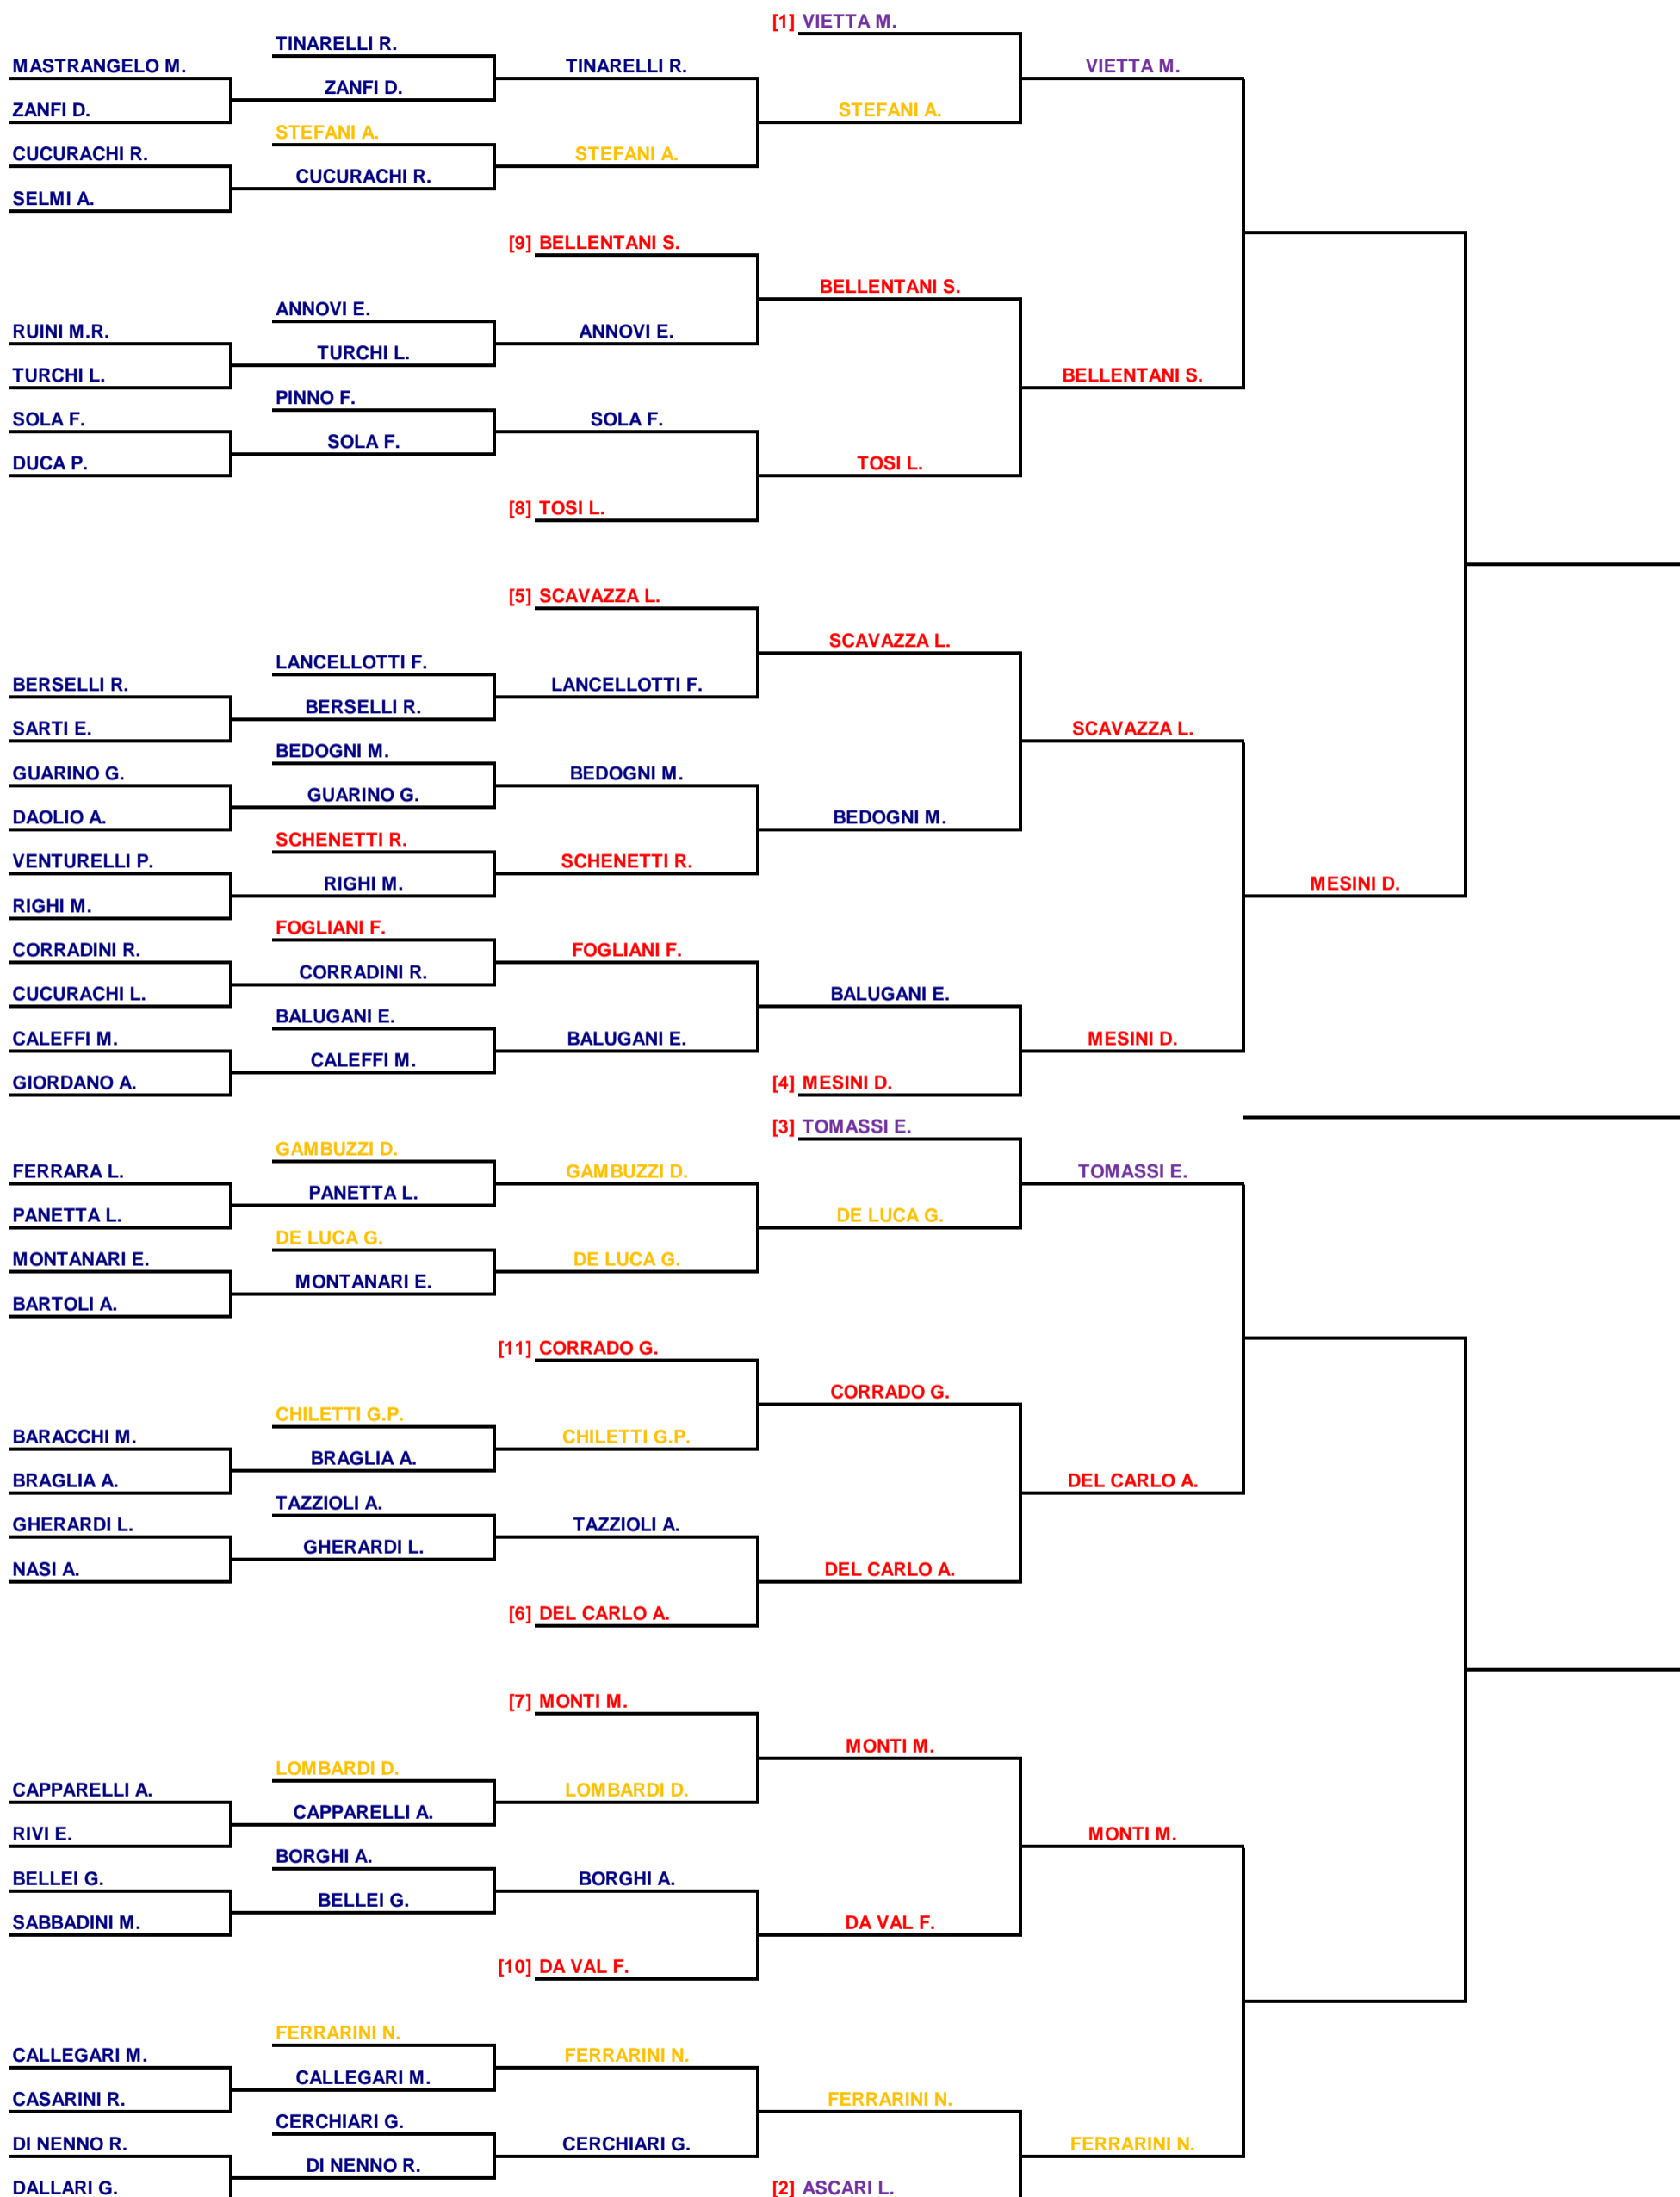 [1] VIETTA M.
TINARELLI R.
MASTRANGELO M.
TINARELLI R.
VIETTA M.
ZANFI D.
ZANFI D.
STEFANI A.
STEFANI A.
CUCURACHI R.
STEFANI A.
CUCURACHI R.
SELMI A.
[9] BELLENTANI S.
BELLENTANI S.
ANNOVI E.
RUINI M.R.
ANNOVI E.
TURCHI L.
TURCHI L.
BELLENTANI S.
PINNO F.
SOLA F.
SOLA F.
SOLA F.
DUCA P.
TOSI L.
[8] TOSI L.
[5] SCAVAZZA L.
SCAVAZZA L.
LANCELLOTTI F.
BERSELLI R.
LANCELLOTTI F.
BERSELLI R.
SARTI E.
SCAVAZZA L.
BEDOGNI M.
GUARINO G.
BEDOGNI M.
GUARINO G.
DAOLIO A.
BEDOGNI M.
SCHENETTI R.
VENTURELLI P.
SCHENETTI R.
RIGHI M.
MESINI D.
RIGHI M.
FOGLIANI F.
CORRADINI R.
FOGLIANI F.
CORRADINI R.
CUCURACHI L.
BALUGANI E.
BALUGANI E.
CALEFFI M.
BALUGANI E.
MESINI D.
CALEFFI M.
GIORDANO A.
[4] MESINI D.
[3] TOMASSI E.
GAMBUZZI D.
FERRARA L.
GAMBUZZI D.
TOMASSI E.
PANETTA L.
PANETTA L.
DE LUCA G.
DE LUCA G.
MONTANARI E.
DE LUCA G.
MONTANARI E.
BARTOLI A.
[11] CORRADO G.
CORRADO G.
CHILETTI G.P.
BARACCHI M.
CHILETTI G.P.
BRAGLIA A.
BRAGLIA A.
DEL CARLO A.
TAZZIOLI A.
GHERARDI L.
TAZZIOLI A.
GHERARDI L.
NASI A.
DEL CARLO A.
[6] DEL CARLO A.
[7] MONTI M.
MONTI M.
LOMBARDI D.
CAPPARELLI A.
LOMBARDI D.
CAPPARELLI A.
RIVI E.
MONTI M.
BORGHI A.
BELLEI G.
BORGHI A.
BELLEI G.
SABBADINI M.
DA VAL F.
[10] DA VAL F.
FERRARINI N.
CALLEGARI M.
FERRARINI N.
CALLEGARI M.
CASARINI R.
FERRARINI N.
CERCHIARI G.
DI NENNO R.
CERCHIARI G.
FERRARINI N.
DI NENNO R.
DALLARI G.
[2] ASCARI L.